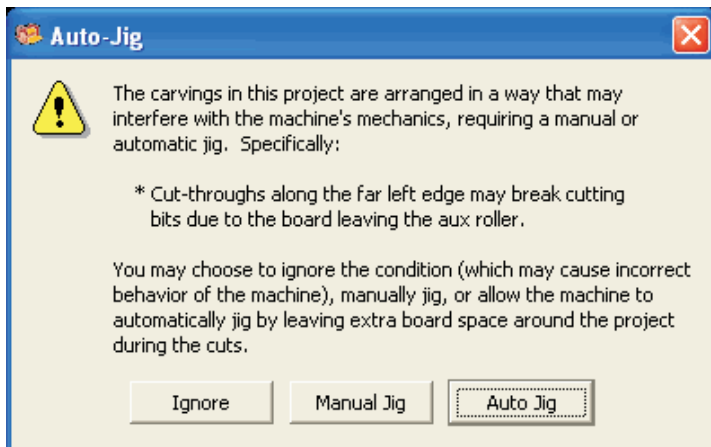 Auto-Jig
The carvings in this project are arranged in a way that may
interfere with the machine's mechanics, requiring a manual or
automatic jig.  Specifically:
* Cut-throughs along the far left edge may break cutting
bits due to the board leaving the aux roller.
You may choose to ignore the condition (which may cause incorrect
behavior of the machine), manually jig, or allow the machine to
automatically jig by leaving extra board space around the project
during the cuts.
Ignore
Manual Jig
Auto Jig